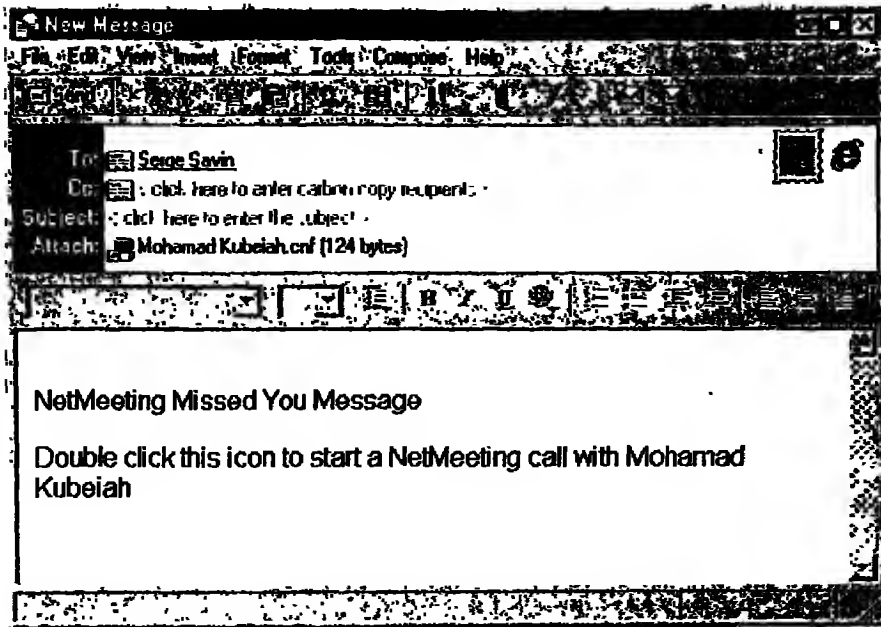 New Message
File Edit View Insert Format Tools Compose Help
To: Serge Savin
Cc: < click here to enter carbon copy recipients >
Subject: < click here to enter the subject >
Attach: Mohamad Kubeiah.cnf (124 bytes)
B I U
NetMeeting Missed You Message
Double click this icon to start a NetMeeting call with Mohamad
Kubeiah